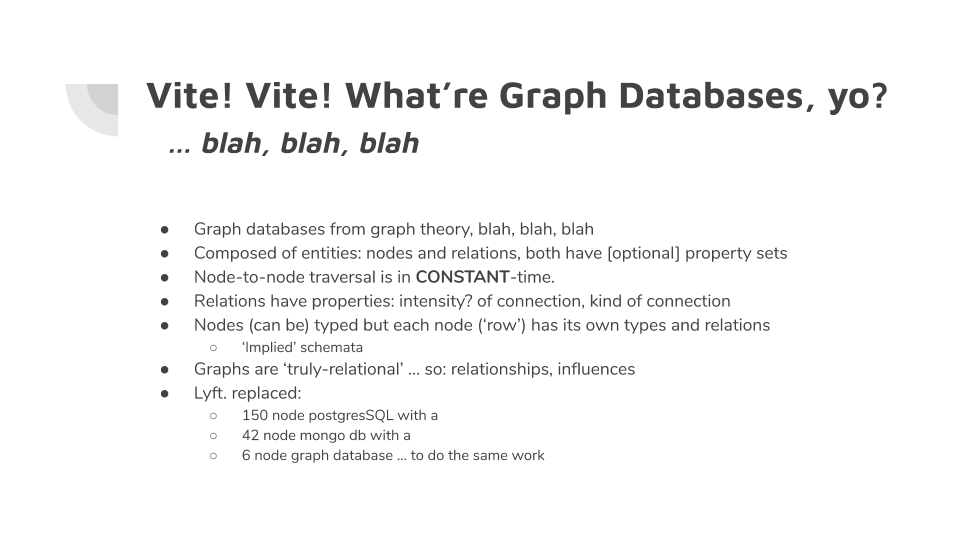 Vite! Vite! What’re Graph Databases, yo?
... blah, blah, blah
● Graph databases from graph theory, blah, blah, blah
● Composed of entities: nodes and relations, both have [optional] property sets
● Node-to-node traversal is in CONSTANT-time.
● Relations have properties: intensity? of connection, kind of connection
● Nodes (can be) typed but each node (‘row’) has its own types and relations
○ ‘Implied’ schemata
● Graphs are ‘truly-relational’ ... so: relationships, influences
● Lyft. replaced:
○ 150 node postgresSQL with a
○ 42 node mongo db with a
○ 6 node graph database ... to do the same work